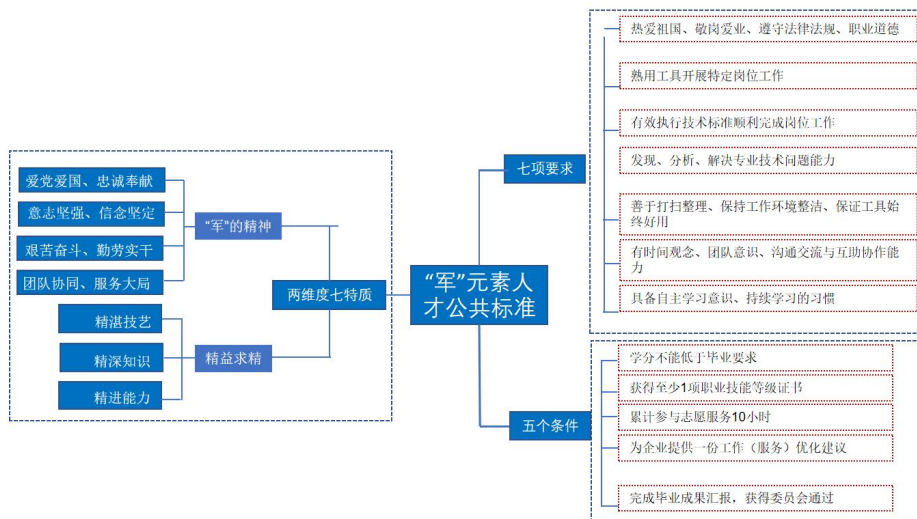 爱党爱国、忠诚奉献
意志坚强、信念坚定
艰苦奋斗、勤劳实干
团队协同、服务大局
“军”的精神
精湛技艺
精深知识
精进能力
精益求精
两维度七特质
“军”元素人
才公共标准
七项要求
热爱祖国、敬岗爱业、遵守法律法规、职业道德
熟用工具开展特定岗位工作
有效执行技术标准顺利完成岗位工作
发现、分析、解决专业技术问题能力
善于打扫整理、保持工作环境整洁、保证工具始
终好用
有时间观念、团队意识、沟通交流与互助协作能
力
具备自主学习意识、持续学习的习惯
五个条件
学分不能低于毕业要求
获得至少1项职业技能等级证书
累计参与志愿服务10小时
为企业提供一份工作（服务）优化建议
完成毕业成果汇报，获得委员会通过